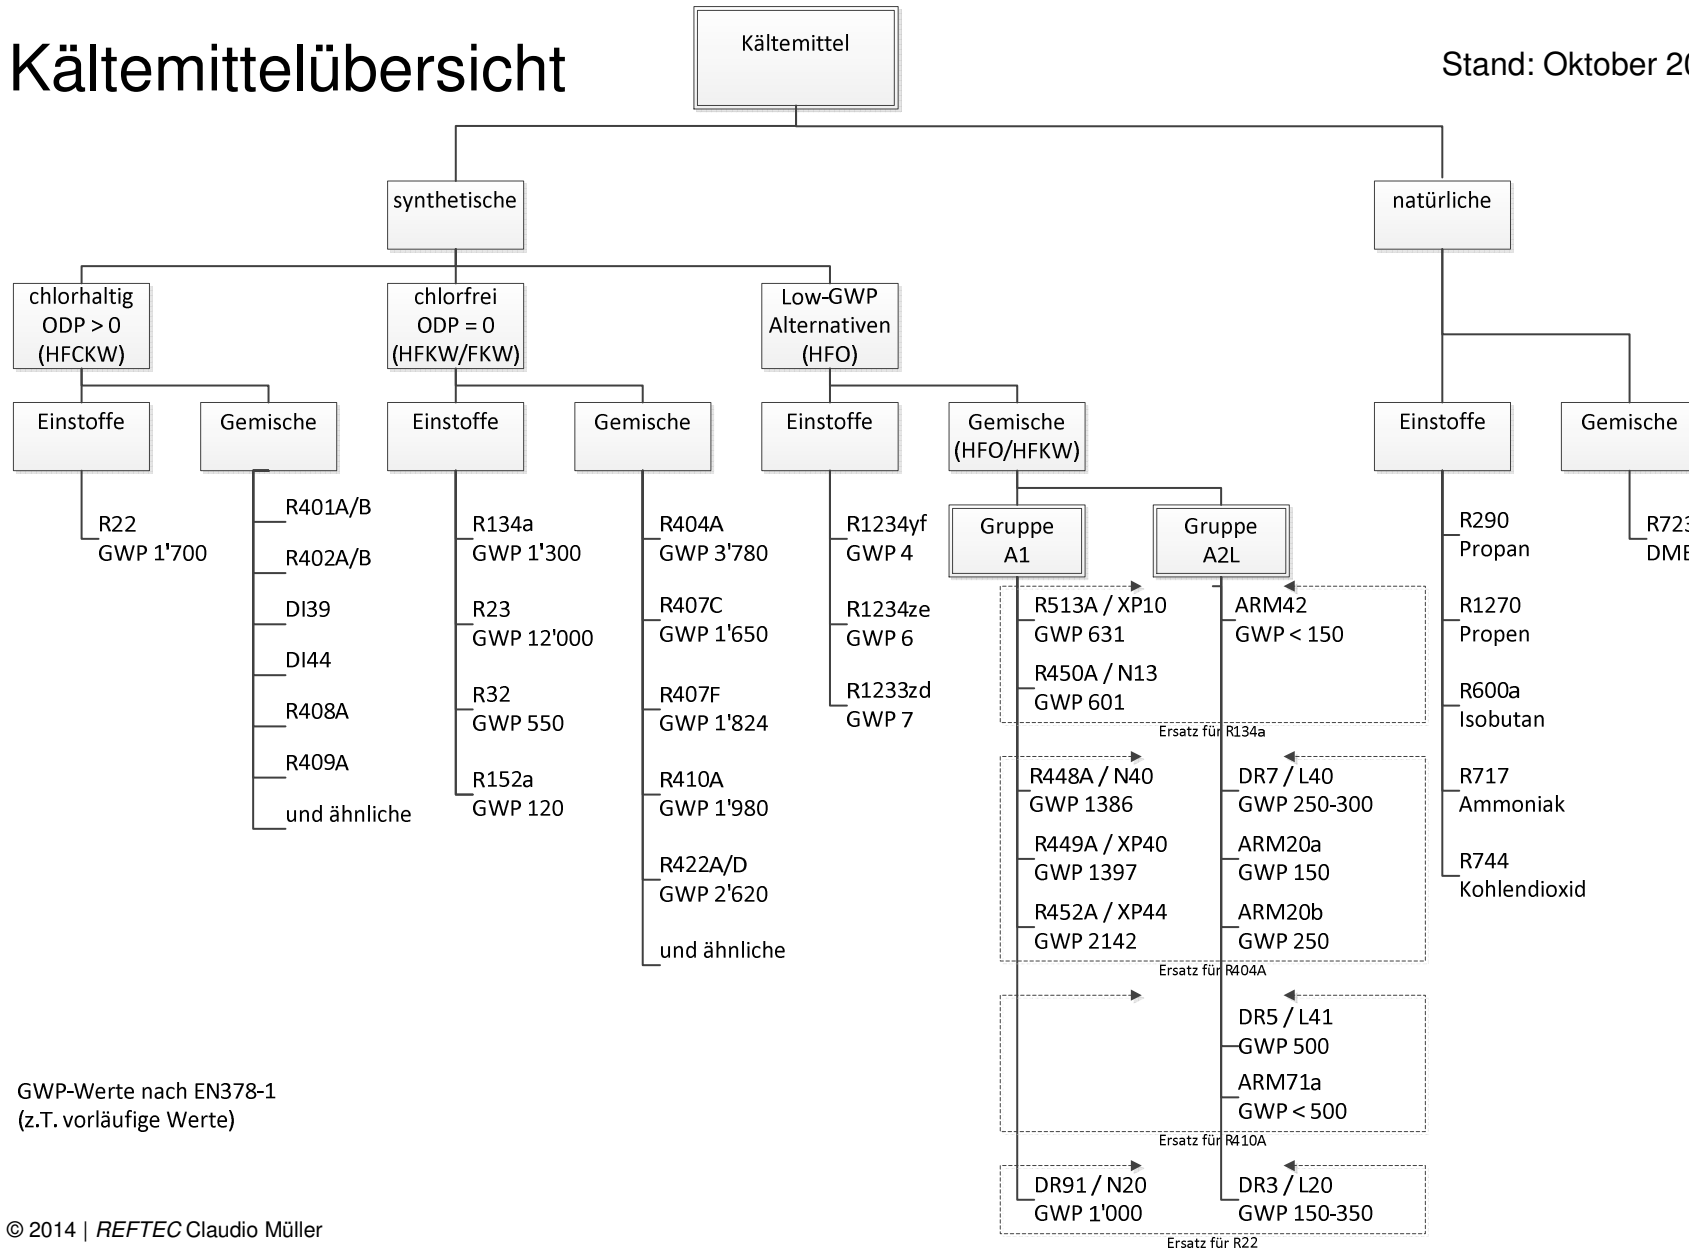 Kältemittelübersicht
Kältemittel
Stand: Oktober 20
synthetische
natürliche
chlorhaltig
ODP > 0
(HFCKW)
chlorfrei
ODP = 0
(HFKW/FKW)
Low-GWP
Alternativen
(HFO)
Einstoffe
Gemische
Einstoffe
Gemische
Einstoffe
Gemische
(HFO/HFKW)
Einstoffe
Gemische
R22
GWP 1'700
R401A/B
R402A/B
DI39
DI44
R408A
R409A
und ähnliche
R134a
GWP 1'300
R23
GWP 12'000
R32
GWP 550
R152a
GWP 120
R404A
GWP 3'780
R407C
GWP 1'650
R407F
GWP 1'824
R410A
GWP 1'980
R422A/D
GWP 2'620
und ähnliche
R1234yf
GWP 4
R1234ze
GWP 6
R1233zd
GWP 7
Gruppe
A1
Gruppe
A2L
R513A / XP10
GWP 631
R450A / N13
GWP 601
ARM42
GWP < 150
Ersatz für R134a
R448A / N40
GWP 1386
R449A / XP40
GWP 1397
R452A / XP44
GWP 2142
DR7 / L40
GWP 250-300
ARM20a
GWP 150
ARM20b
GWP 250
Ersatz für R404A
DR5 / L41
GWP 500
ARM71a
GWP < 500
Ersatz für R410A
DR91 / N20
GWP 1'000
DR3 / L20
GWP 150-350
Ersatz für R22
R290
Propan
R1270
Propen
R600a
Isobutan
R717
Ammoniak
R744
Kohlendioxid
R723
DME
GWP-Werte nach EN378-1
(z.T. vorläufige Werte)
© 2014 | REFTEC Claudio Müller